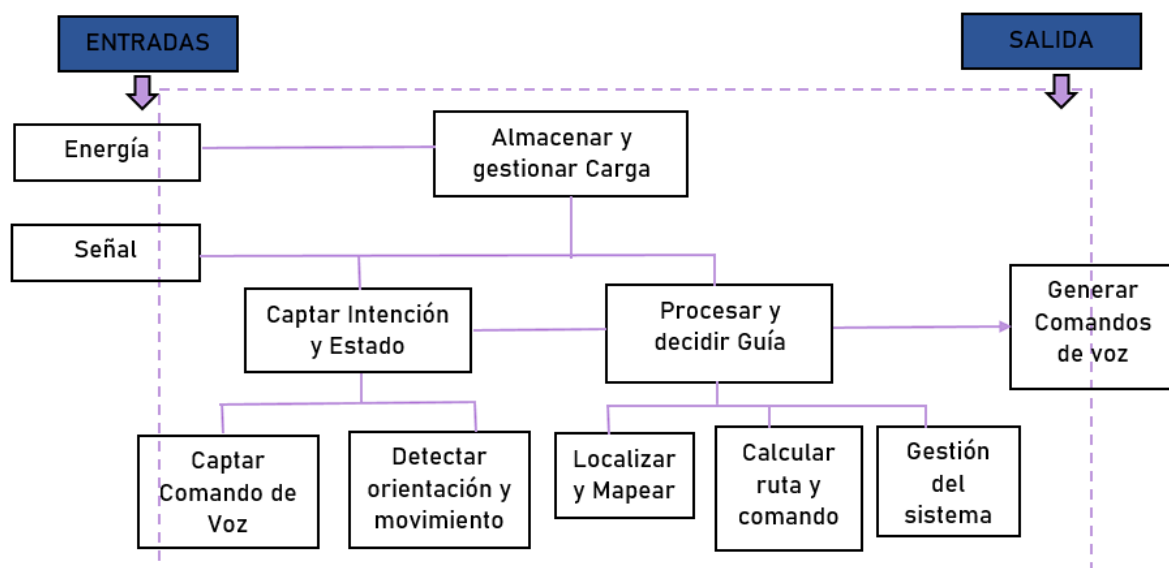 ENTRADAS
SALIDA
Energía
Almacenar y
gestionar Carga
Señal
Captar Intención
y Estado
Procesar y
decidir Guía
Generar
Comandos
de voz
Captar
Comando de
Voz
Detectar
orientación y
movimiento
Localizar
y Mapear
Calcular
ruta y
comando
Gestión
del
sistema